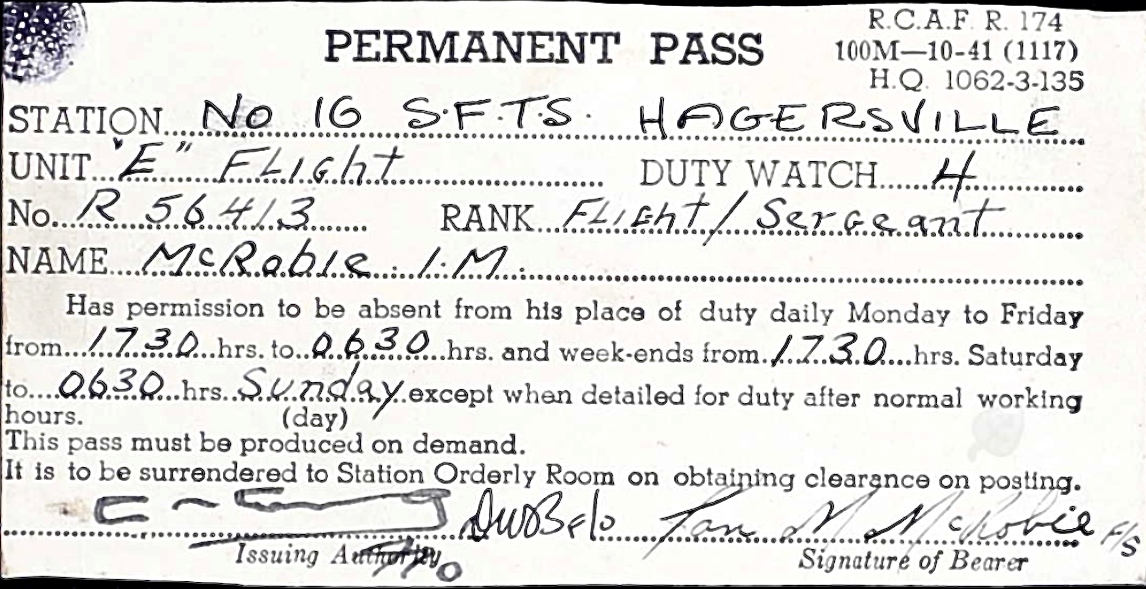 PERMANENT PASS
R.C.A.F. R. 174
100M—10-41 (1117)
H.Q. 1062-3-135
STATION No 16 S.F.T.S. HAGERSVILLE
UNIT "E" FLight DUTY WATCH 4
No. R 56413 RANK FLight/Sergeant
NAME McRobie I.M.
Has permission to be absent from his place of duty daily Monday to Friday
from 1730 hrs. to 0630 hrs. and week-ends from 1730 hrs. Saturday
to 0630 hrs. Sunday except when detailed for duty after normal working
hours. (day)
This pass must be produced on demand.
It is to be surrendered to Station Orderly Room on obtaining clearance on posting.
Ian M McRobie F/S
Issuing Authority Signature of Bearer